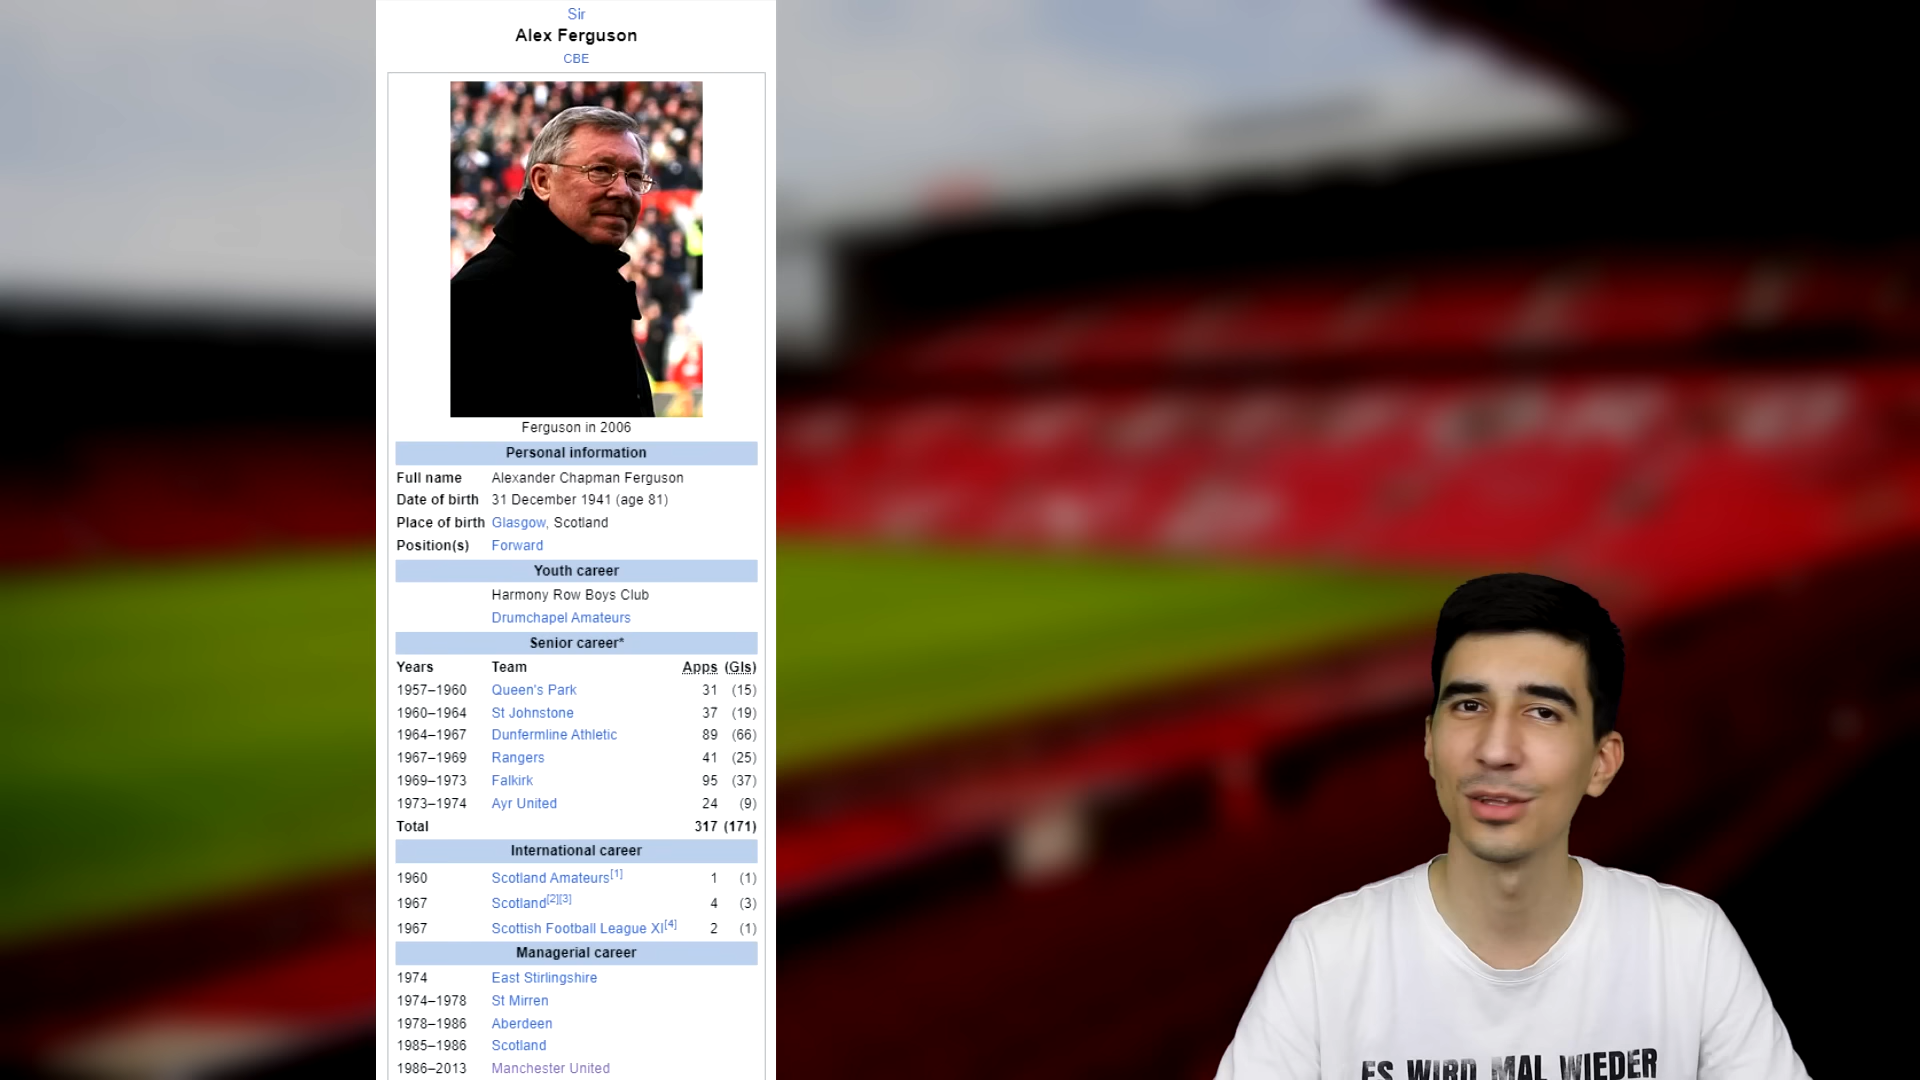 Sir
Alex Ferguson
CBE
Ferguson in 2006
Personal information
Full name Alexander Chapman Ferguson
Date of birth 31 December 1941 (age 81)
Place of birth Glasgow, Scotland
Position(s) Forward
Youth career
Harmony Row Boys Club
Drumchapel Amateurs
Senior career*
Years Team Apps (Gls)
1957–1960 Queen's Park 31 (15)
1960–1964 St Johnstone 37 (19)
1964–1967 Dunfermline Athletic 89 (66)
1967–1969 Rangers 41 (25)
1969–1973 Falkirk 95 (37)
1973–1974 Ayr United 24 (9)
Total 317 (171)
International career
1960 Scotland Amateurs[1] 1 (1)
1967 Scotland[2][3] 4 (3)
1967 Scottish Football League XI[4] 2 (1)
Managerial career
1974 East Stirlingshire
1974–1978 St Mirren
1978–1986 Aberdeen
1985–1986 Scotland
1986–2013 Manchester United
ES WIRD MAL WIEDER